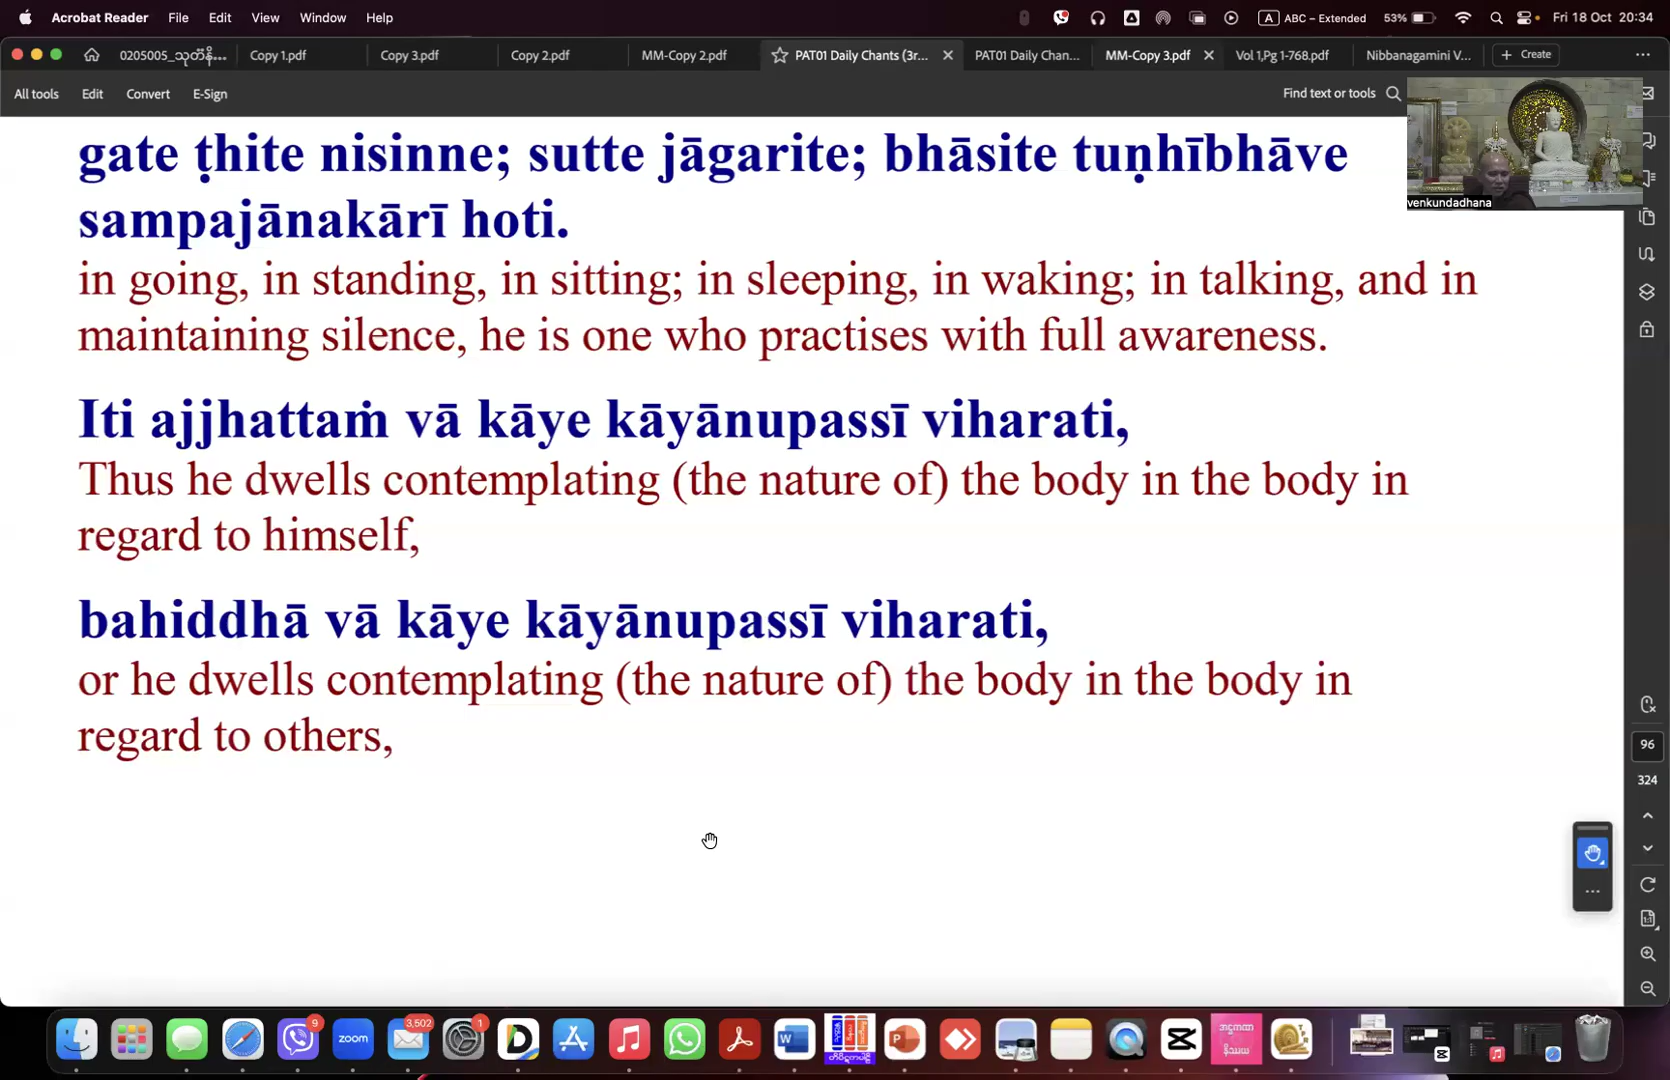 Acrobat Reader File Edit View Window Help
A ABC – Extended 53% Fri 18 Oct 20:34
Copy 1.pdf Copy 3.pdf Copy 2.pdf MM-Copy 2.pdf PAT01 Daily Chants (3r... PAT01 Daily Chan... MM-Copy 3.pdf Vol 1,Pg 1-768.pdf Nibbanagamini V... + Create
All tools Edit Convert E-Sign Find text or tools
venkundadhana
gate ṭhite nisinne; sutte jāgarite; bhāsite tuṇhībhāve
sampajānakārī hoti.
in going, in standing, in sitting; in sleeping, in waking; in talking, and in
maintaining silence, he is one who practises with full awareness.
Iti ajjhattaṁ vā kāye kāyānupassī viharati,
Thus he dwells contemplating (the nature of) the body in the body in
regard to himself,
bahiddhā vā kāye kāyānupassī viharati,
or he dwells contemplating (the nature of) the body in the body in
regard to others,
96
324
9
zoom
3,502
1